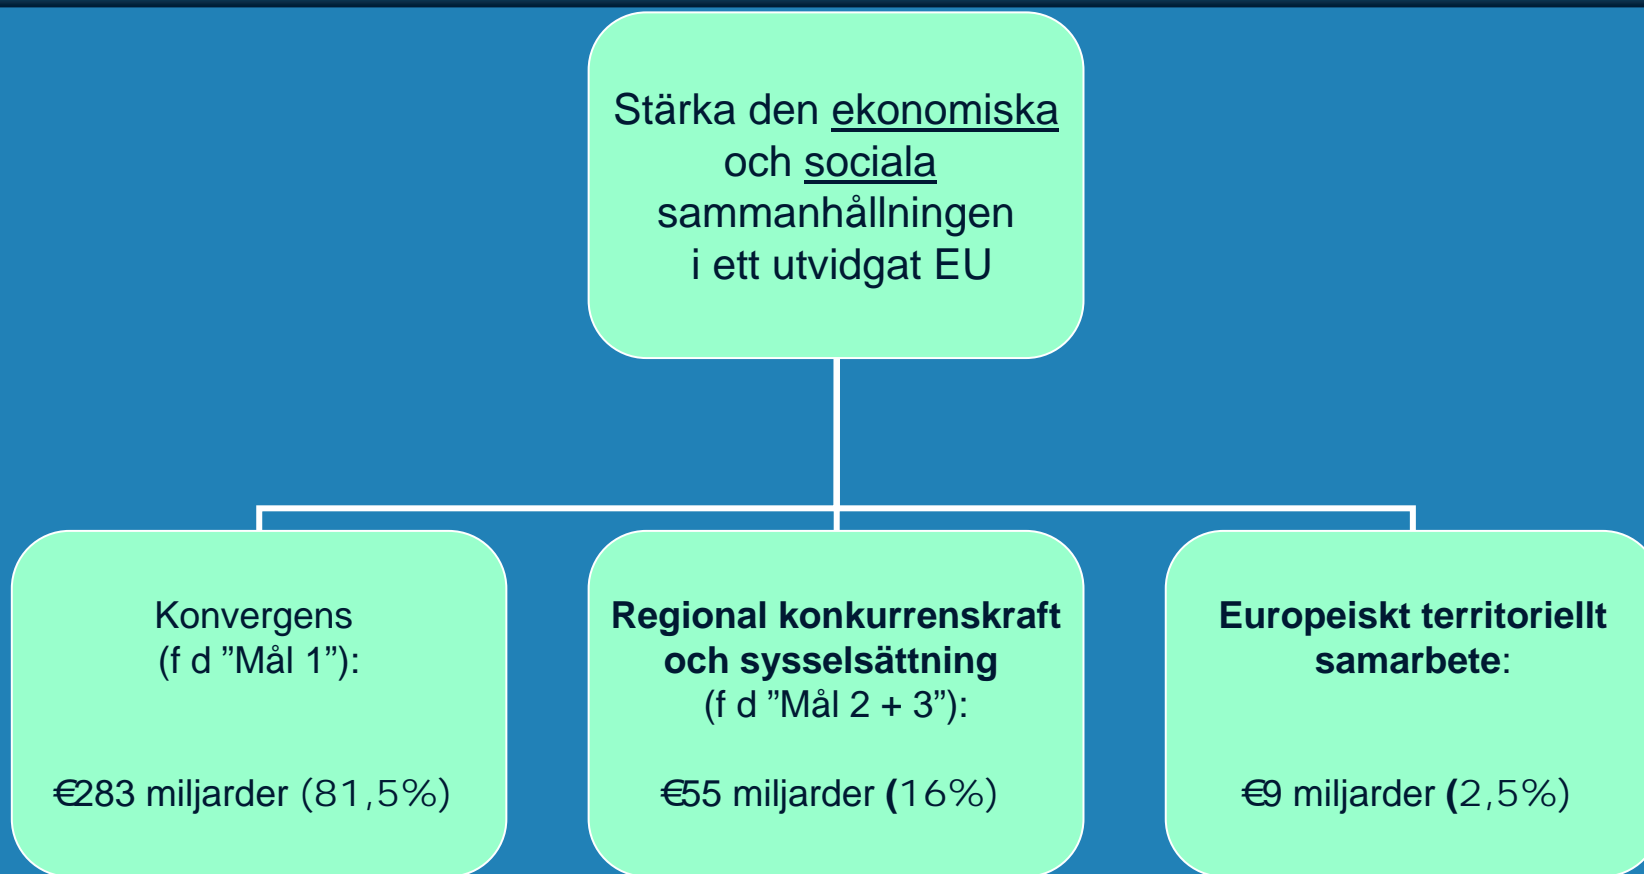 Stärka den ekonomiska
och sociala
sammanhållningen
i ett utvidgat EU
Konvergens
(f d ”Mål 1”):
€283 miljarder (81,5%)
Regional konkurrenskraft
och sysselsättning
(f d ”Mål 2 + 3”):
€55 miljarder (16%)
Europeiskt territoriellt
samarbete:
€9 miljarder (2,5%)